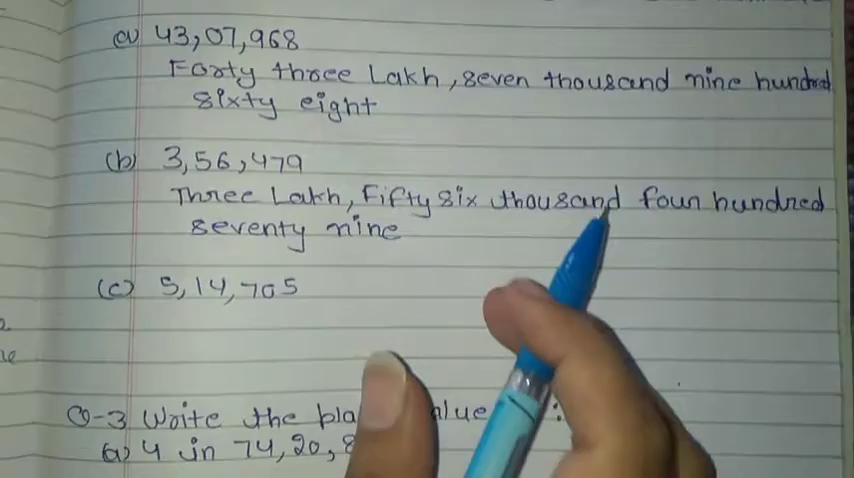 (a) 43,07,968
Forty three Lakh, seven thousand nine hundred
sixty eight
(b) 3,56,479
Three Lakh, Fifty six thousand four hundred
seventy nine
(c) 5,14,705
Q-3 Write the
(a) 4 in 74,20,8